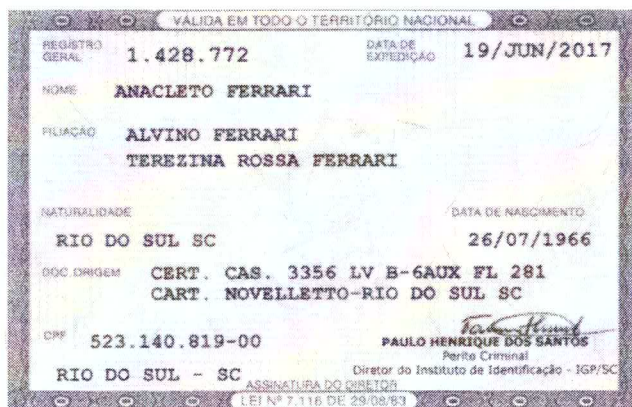 VÁLIDA EM TODO O TERRITÓRIO NACIONAL
REGISTRO GERAL 1.428.772 DATA DE EXPEDIÇÃO 19/JUN/2017
NOME ANACLETO FERRARI
FILIAÇÃO ALVINO FERRARI
TEREZINA ROSSA FERRARI
NATURALIDADE DATA DE NASCIMENTO
RIO DO SUL SC 26/07/1966
DOC. ORIGEM CERT. CAS. 3356 LV B-6AUX FL 281
CART. NOVELLETTO-RIO DO SUL SC
CPF 523.140.819-00
PAULO HENRIQUE DOS SANTOS
Perito Criminal
RIO DO SUL - SC Diretor do Instituto de Identificação - IGP/SC
ASSINATURA DO DIRETOR
LEI Nº 7.116 DE 29/08/83